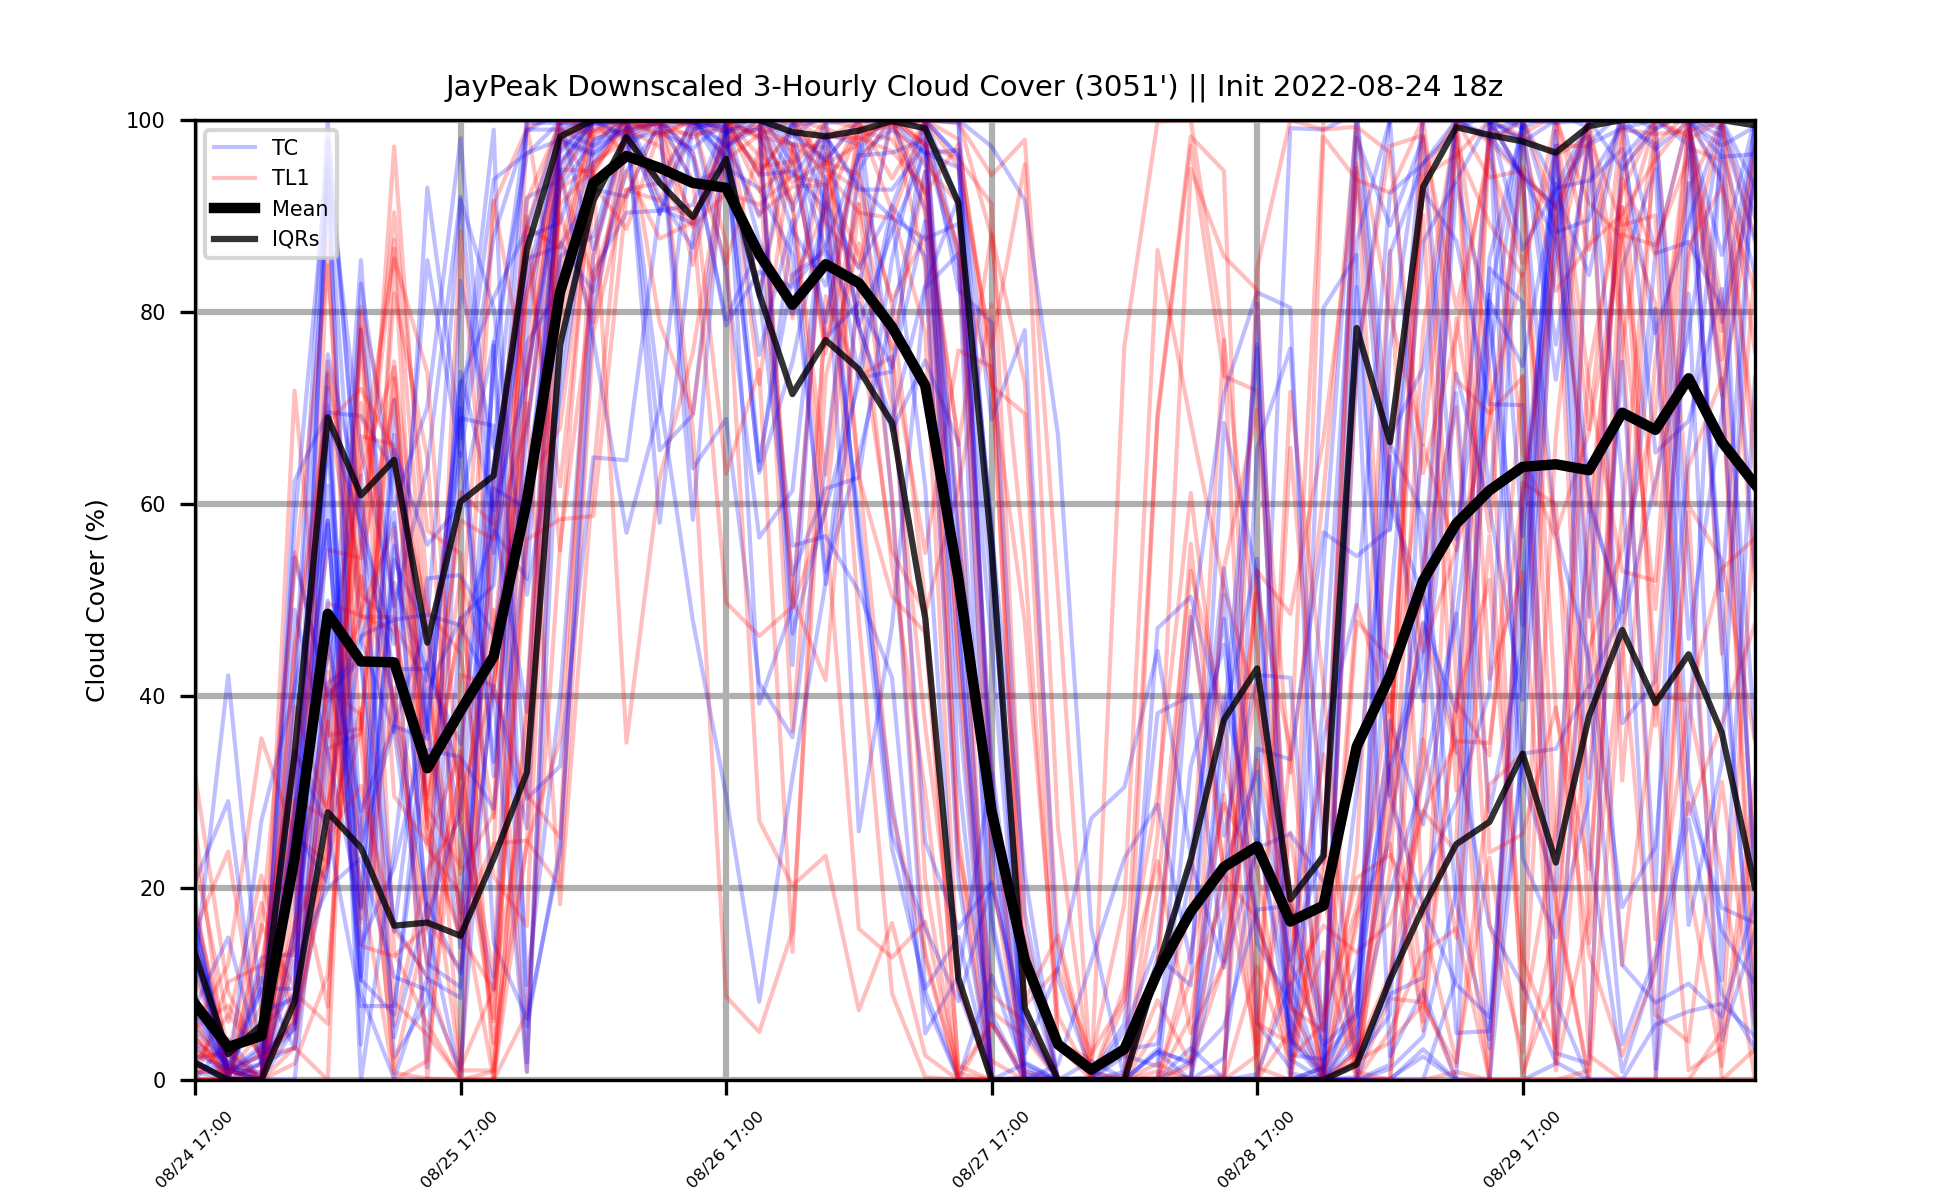 JayPeak Downscaled 3-Hourly Cloud Cover (3051') || Init 2022-08-24 18z
TC
TL1
Mean
IQRs
Cloud Cover (%)
100
80
60
40
20
0
08/24 17:00
08/25 17:00
08/26 17:00
08/27 17:00
08/28 17:00
08/29 17:00